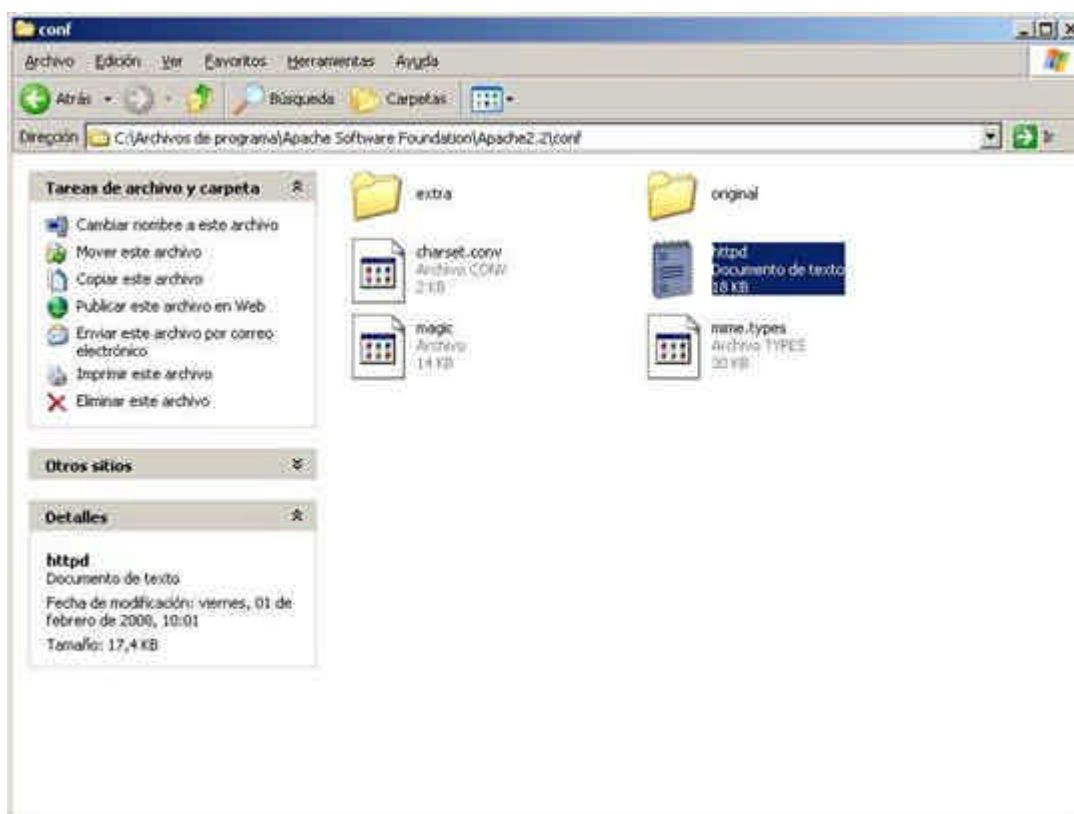 conf
Archivo Edición Ver Favoritos Herramientas Ayuda
Atrás Búsqueda Carpetas
Dirección C:\Archivos de programa\Apache Software Foundation\Apache2.2\conf Ir
Tareas de archivo y carpeta
Cambiar nombre a este archivo
Mover este archivo
Copiar este archivo
Publicar este archivo en Web
Enviar este archivo por correo
electrónico
Imprimir este archivo
Eliminar este archivo
Otros sitios
Detalles
httpd
Documento de texto
Fecha de modificación: viernes, 01 de
febrero de 2008, 10:01
Tamaño: 17,4 KB
extra
original
charset.conv
Archivo CONV
2 KB
httpd
Documento de texto
18 KB
magic
Archivo
14 KB
mime.types
Archivo TYPES
KB